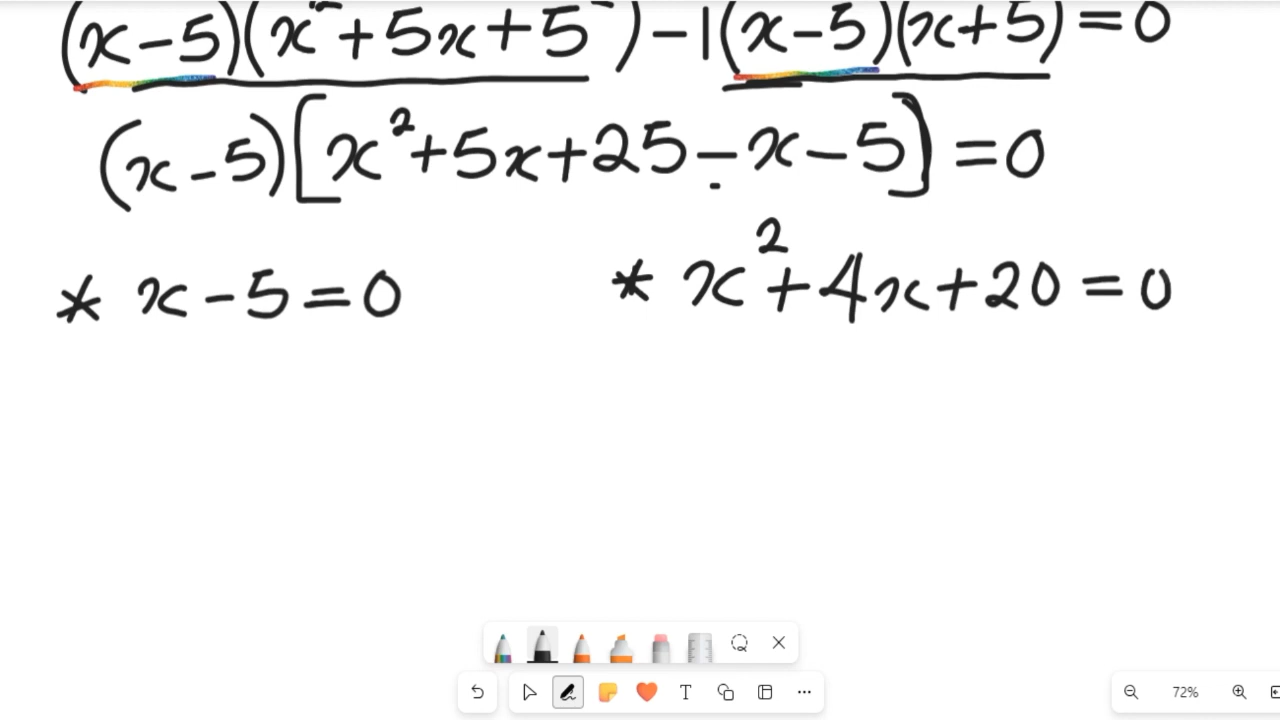 (x-5)(x²+5x+5²)-1(x-5)(x+5)=0
(x-5)[x²+5x+25-x-5]=0
* x-5=0
* x²+4x+20=0
T
72%